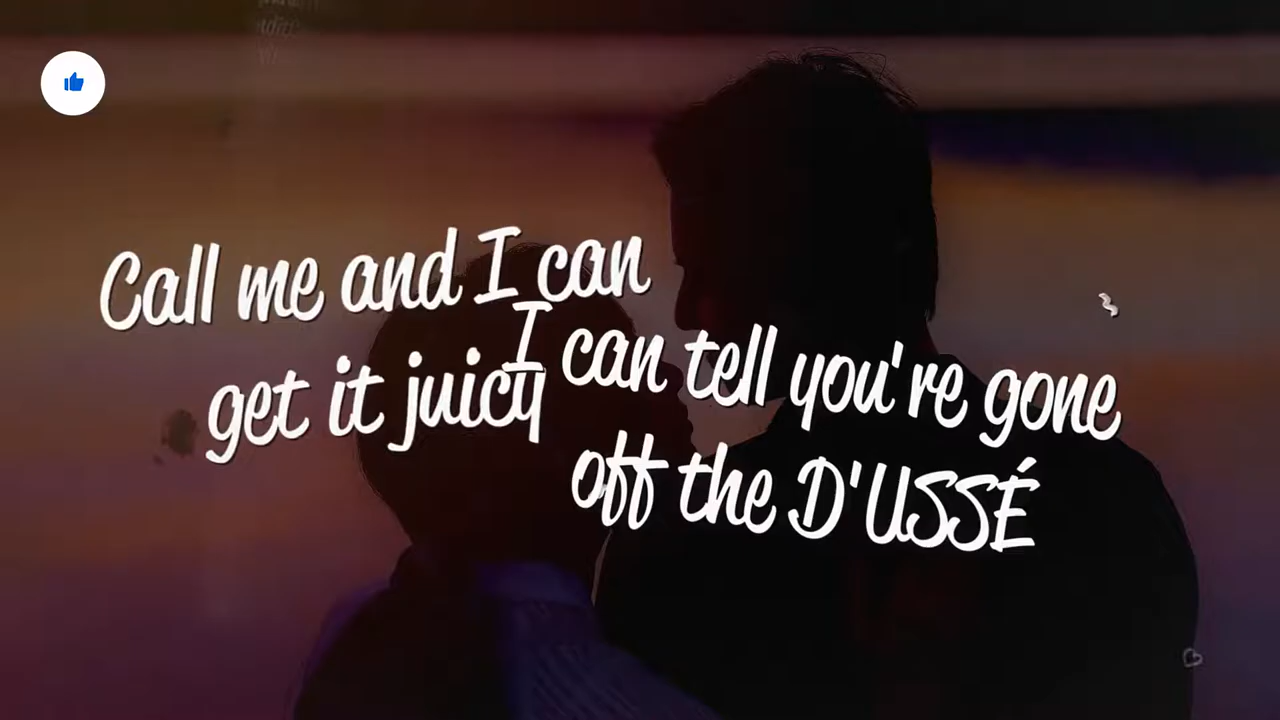 Call me and I can
get it juicy
I can tell you're gone
off the D'USSÉ